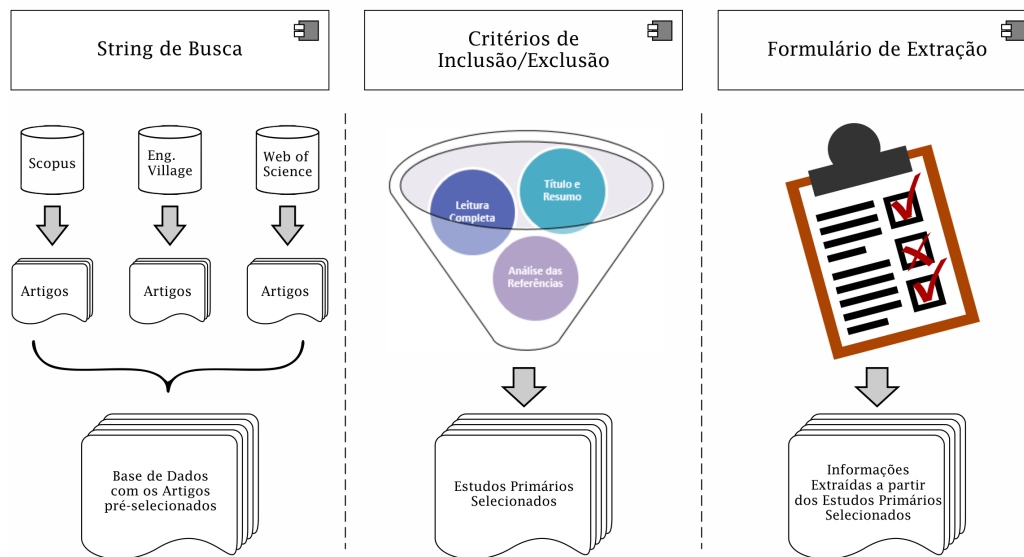 String de Busca
Scopus
Eng.
Village
Web of
Science
Artigos
Artigos
Artigos
Base de Dados
com os Artigos
pré-selecionados
Critérios de
Inclusão/Exclusão
Leitura
Completa
Título e
Resumo
Análise das
Referências
Estudos Primários
Selecionados
Formulário de Extração
Informações
Extraídas a partir
dos Estudos Primários
Selecionados